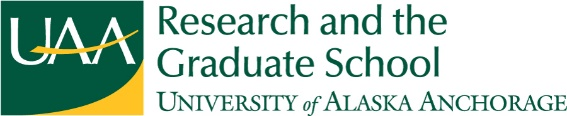 UAA
Research and the
Graduate School
UNIVERSITY of ALASKA ANCHORAGE